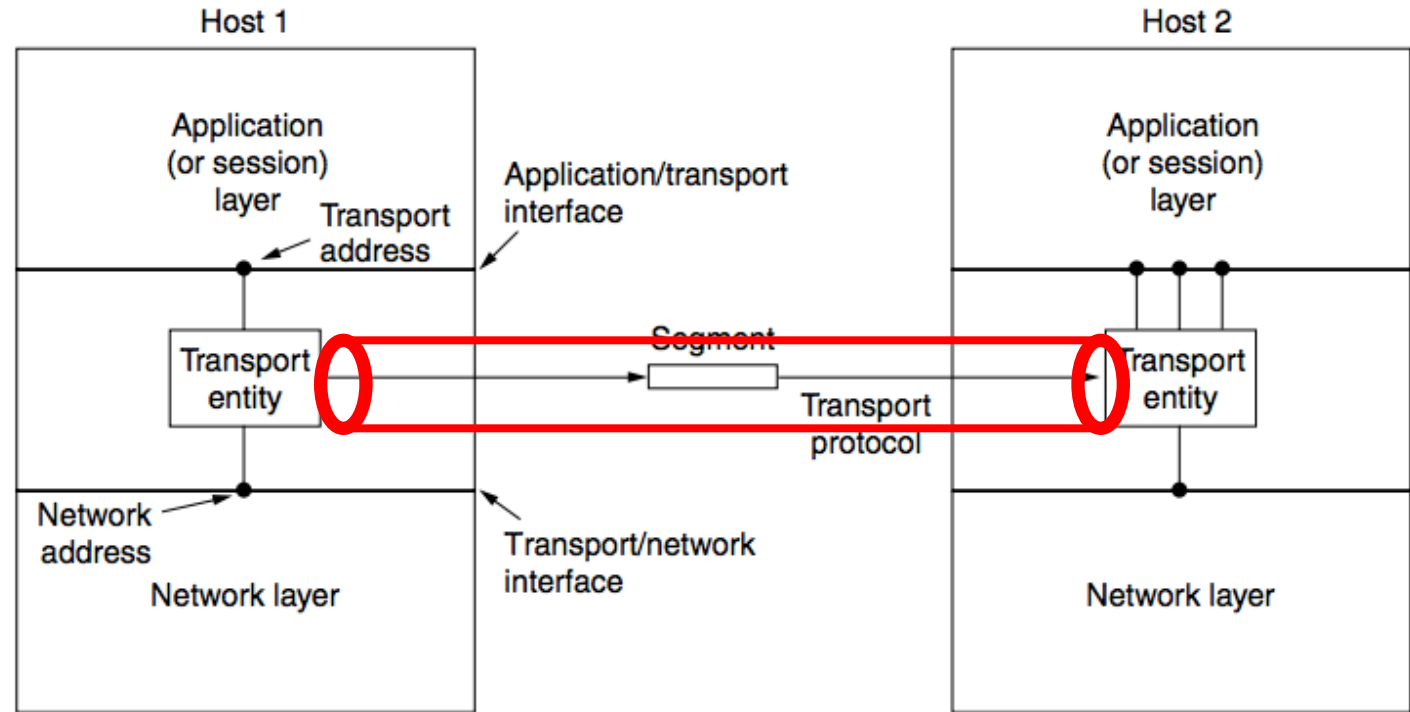 Host 1
Host 2
Application
(or session)
layer
Transport
address
Application/transport
interface
Application
(or session)
layer
Transport
entity
Segment
Transport
protocol
Transport
entity
Network
address
Transport/network
interface
Network layer
Network layer